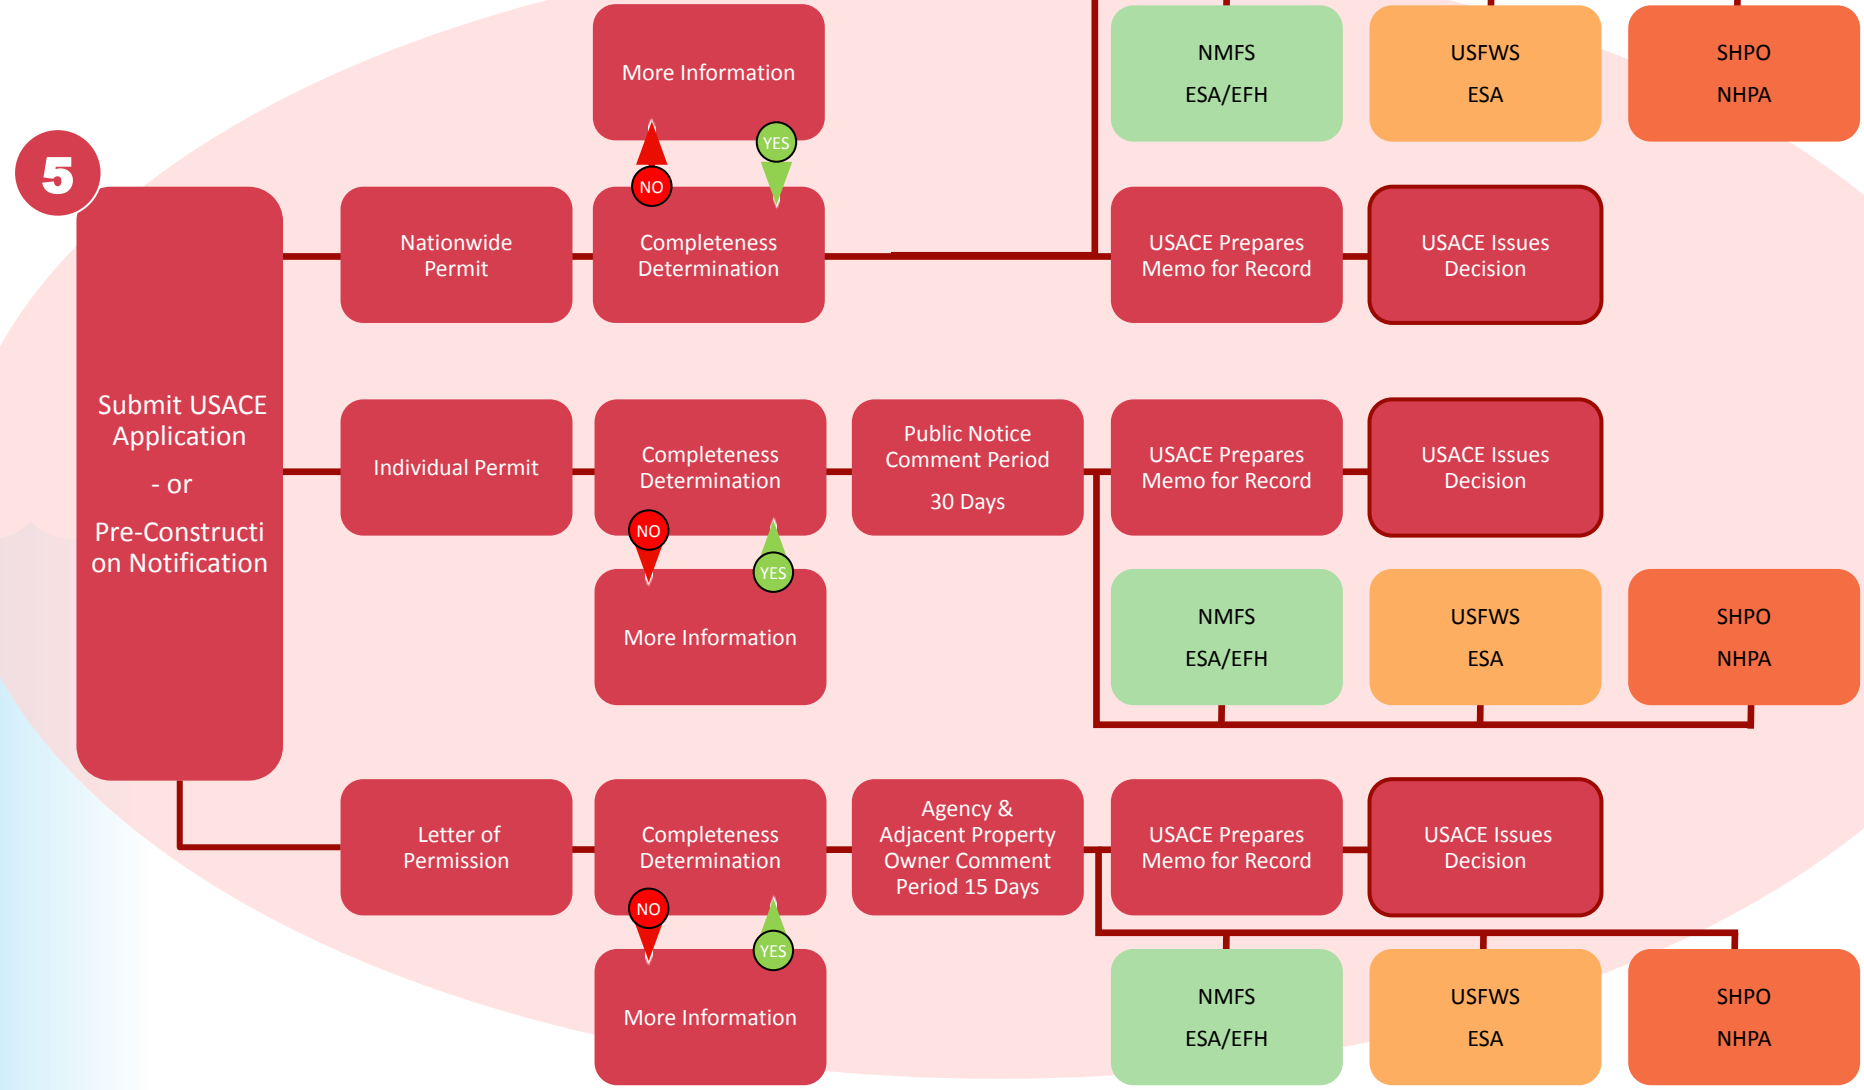 More Information
NMFS
ESA/EFH
USFWS
ESA
SHPO
NHPA
5
NO
YES
Nationwide
Permit
Completeness
Determination
USACE Prepares
Memo for Record
USACE Issues
Decision
Submit USACE
Application
- or
Pre-Constructi
on Notification
Individual Permit
Completeness
Determination
Public Notice
Comment Period
30 Days
USACE Prepares
Memo for Record
USACE Issues
Decision
NO
YES
More Information
NMFS
ESA/EFH
USFWS
ESA
SHPO
NHPA
Letter of
Permission
Completeness
Determination
Agency &
Adjacent Property
Owner Comment
Period 15 Days
USACE Prepares
Memo for Record
USACE Issues
Decision
NO
YES
More Information
NMFS
ESA/EFH
USFWS
ESA
SHPO
NHPA